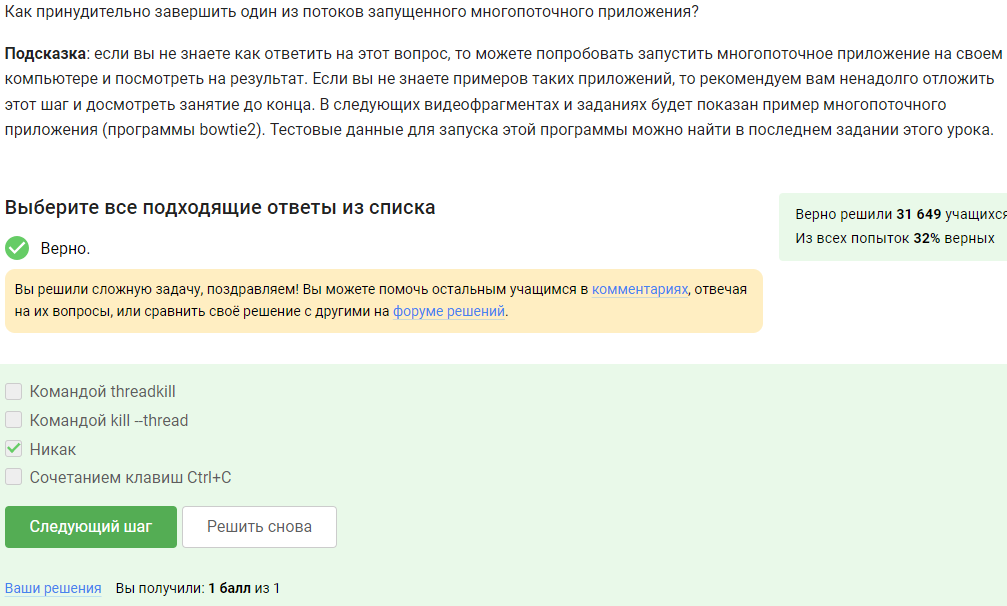 Как принудительно завершить один из потоков запущенного многопоточного приложения?
Подсказка: если вы не знаете как ответить на этот вопрос, то можете попробовать запустить многопоточное приложение на своем
компьютере и посмотреть на результат. Если вы не знаете примеров таких приложений, то рекомендуем вам ненадолго отложить
этот шаг и досмотреть занятие до конца. В следующих видеофрагментах и заданиях будет показан пример многопоточного
приложения (программы bowtie2). Тестовые данные для запуска этой программы можно найти в последнем задании этого урока.
Выберите все подходящие ответы из списка
Верно решили 31 649 учащихся
Из всех попыток 32% верных
Верно.
Вы решили сложную задачу, поздравляем! Вы можете помочь остальным учащимся в комментариях, отвечая
на их вопросы, или сравнить своё решение с другими на форуме решений.
Командой threadkill
Командой kill --thread
Никак
Сочетанием клавиш Ctrl+C
Следующий шаг
Решить снова
Ваши решения Вы получили: 1 балл из 1